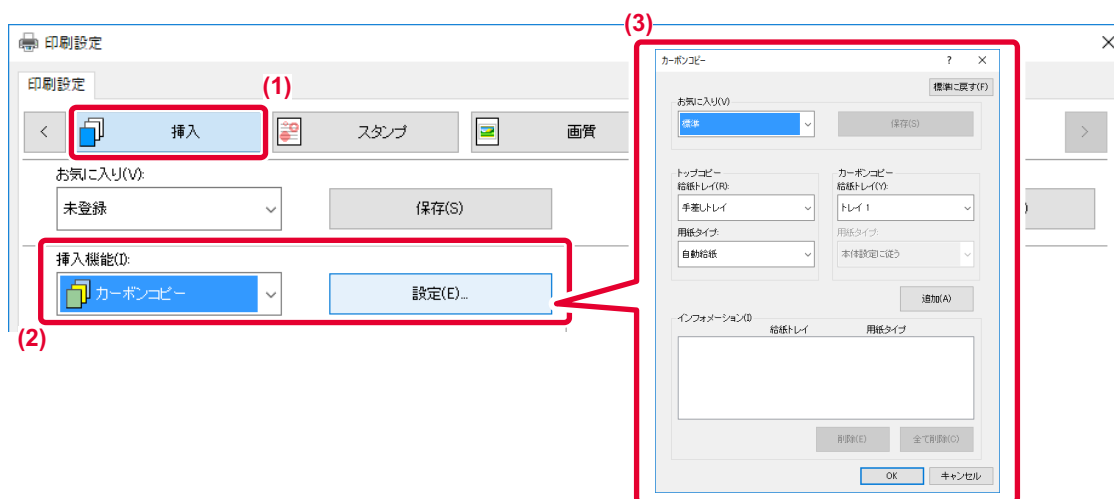 (3)
印刷設定
印刷設定
(1)
< 挿入 スタンプ 画質 >
お気に入り(V):
未登録 保存(S)
挿入機能(I):
カーボンコピー 設定(E)...
(2)
カーボンコピー ? ×
標準に戻す(F)
お気に入り(V)
標準 保存(S)
トップコピー カーボンコピー
給紙トレイ(R): 給紙トレイ(Y):
手差しトレイ トレイ 1
用紙タイプ: 用紙タイプ:
自動給紙 本体設定に従う
追加(A)
インフォメーション(I)
給紙トレイ 用紙タイプ
削除(E) 全て削除(C)
OK キャンセル